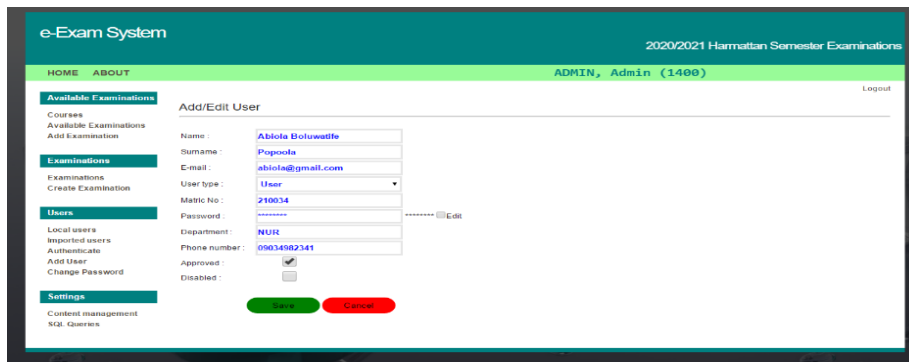 e-Exam System
2020/2021 Harmattan Semester Examinations
HOME ABOUT
ADMIN, Admin (1400)
Logout
Available Examinations
Courses
Available Examinations
Add Examination
Examinations
Examinations
Create Examination
Users
Local users
Imported users
Authenticate
Add User
Change Password
Settings
Content management
SQL Queries
Add/Edit User
Name : Abiola Boluwatife
Surname : Popoola
E-mail : abiola@gmail.com
User type : User
Matric No : 210034
Password : ******** ******** Edit
Department : NUR
Phone number : 09034982341
Approved :
Disabled :
Save Cancel